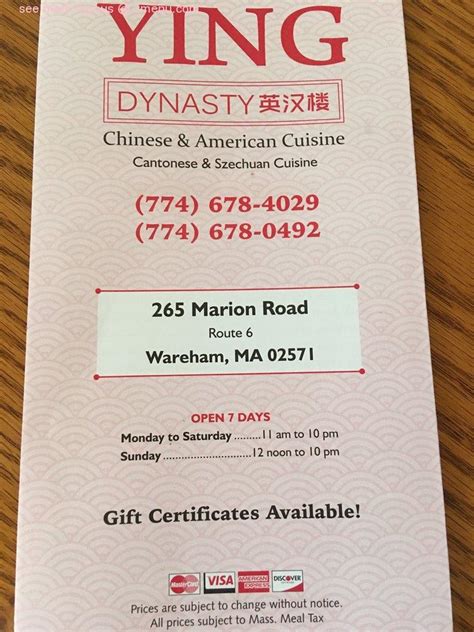 YING
DYNASTY 英汉楼
Chinese & American Cuisine
Cantonese & Szechuan Cuisine
(774) 678-4029
(774) 678-0492
265 Marion Road
Route 6
Wareham, MA 02571
OPEN 7 DAYS
Monday to Saturday .........11 am to 10 pm
Sunday ...........................12 noon to 10 pm
Gift Certificates Available!
MasterCard VISA AMERICAN EXPRESS DISCOVER
Prices are subject to change without notice.
All prices subject to Mass. Meal Tax